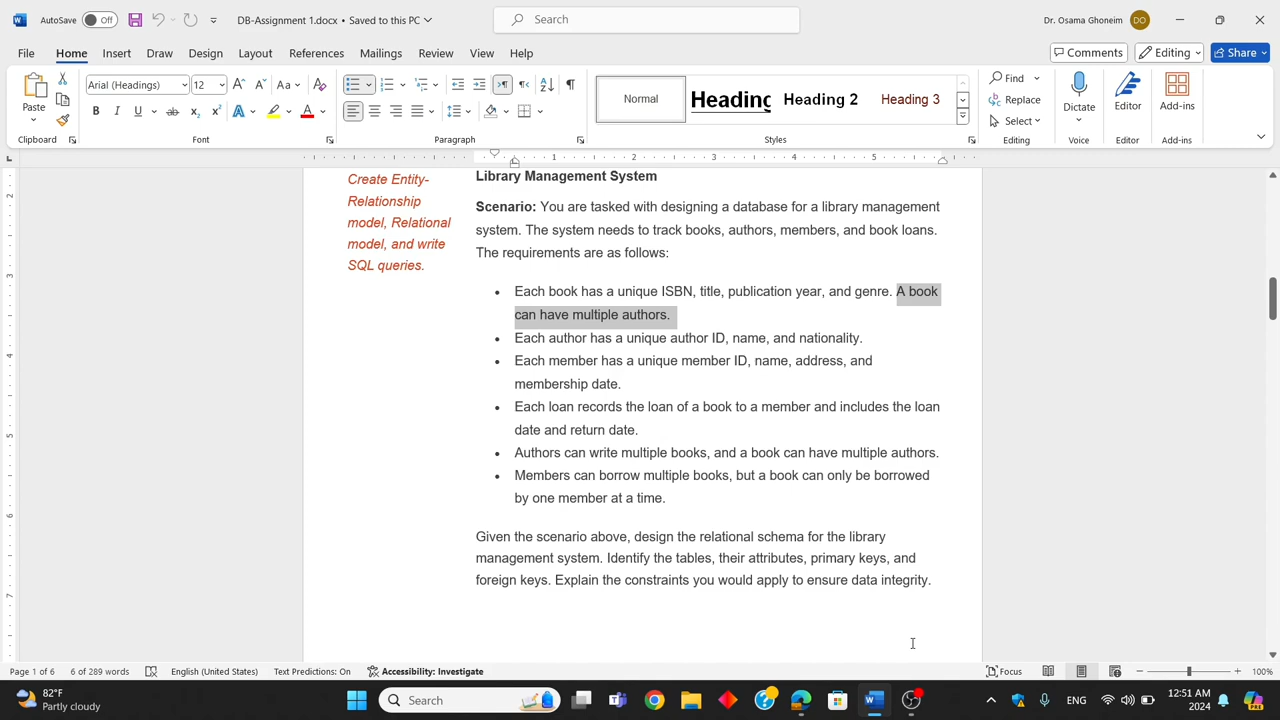 AutoSave Off DB-Assignment 1.docx • Saved to this PC Search Dr. Osama Ghoneim DO
File Home Insert Draw Design Layout References Mailings Review View Help Comments Editing Share
Paste Arial (Headings) 12 Aa Normal Heading Heading 2 Heading 3 Find Replace Select Dictate Editor Add-ins
Clipboard Font Paragraph Styles Editing Voice Editor Add-ins
1 2 3 4 5
Create Entity-
Relationship
model, Relational
model, and write
SQL queries.
Library Management System
Scenario: You are tasked with designing a database for a library management
system. The system needs to track books, authors, members, and book loans.
The requirements are as follows:
• Each book has a unique ISBN, title, publication year, and genre. A book
can have multiple authors.
• Each author has a unique author ID, name, and nationality.
• Each member has a unique member ID, name, address, and
membership date.
• Each loan records the loan of a book to a member and includes the loan
date and return date.
• Authors can write multiple books, and a book can have multiple authors.
• Members can borrow multiple books, but a book can only be borrowed
by one member at a time.
Given the scenario above, design the relational schema for the library
management system. Identify the tables, their attributes, primary keys, and
foreign keys. Explain the constraints you would apply to ensure data integrity.
Page 1 of 6 6 of 289 words English (United States) Text Predictions: On Accessibility: Investigate Focus 100%
82°F
Partly cloudy
Search
ENG
12:51 AM
2024